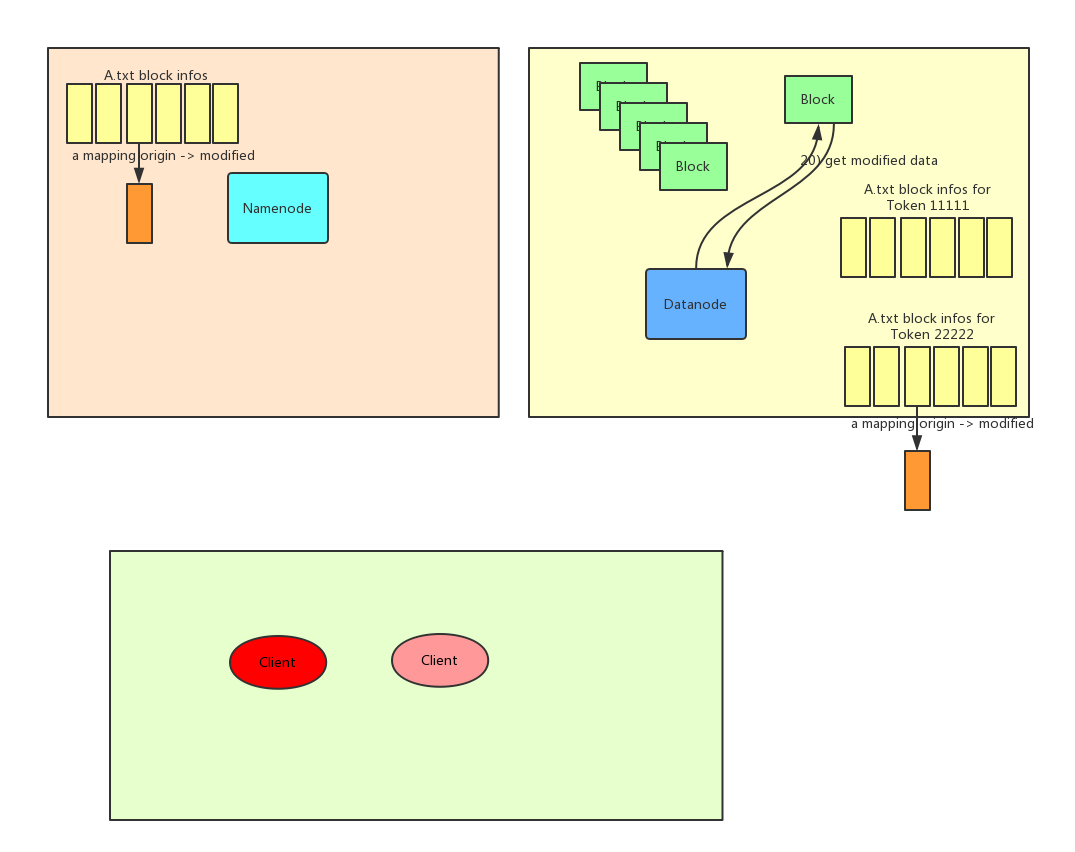 A.txt block infos
a mapping origin -> modified
Namenode
Block
Block
Block
Block
Block
Block
20) get modified data
A.txt block infos for
Token 11111
Datanode
A.txt block infos for
Token 22222
a mapping origin -> modified
Client
Client